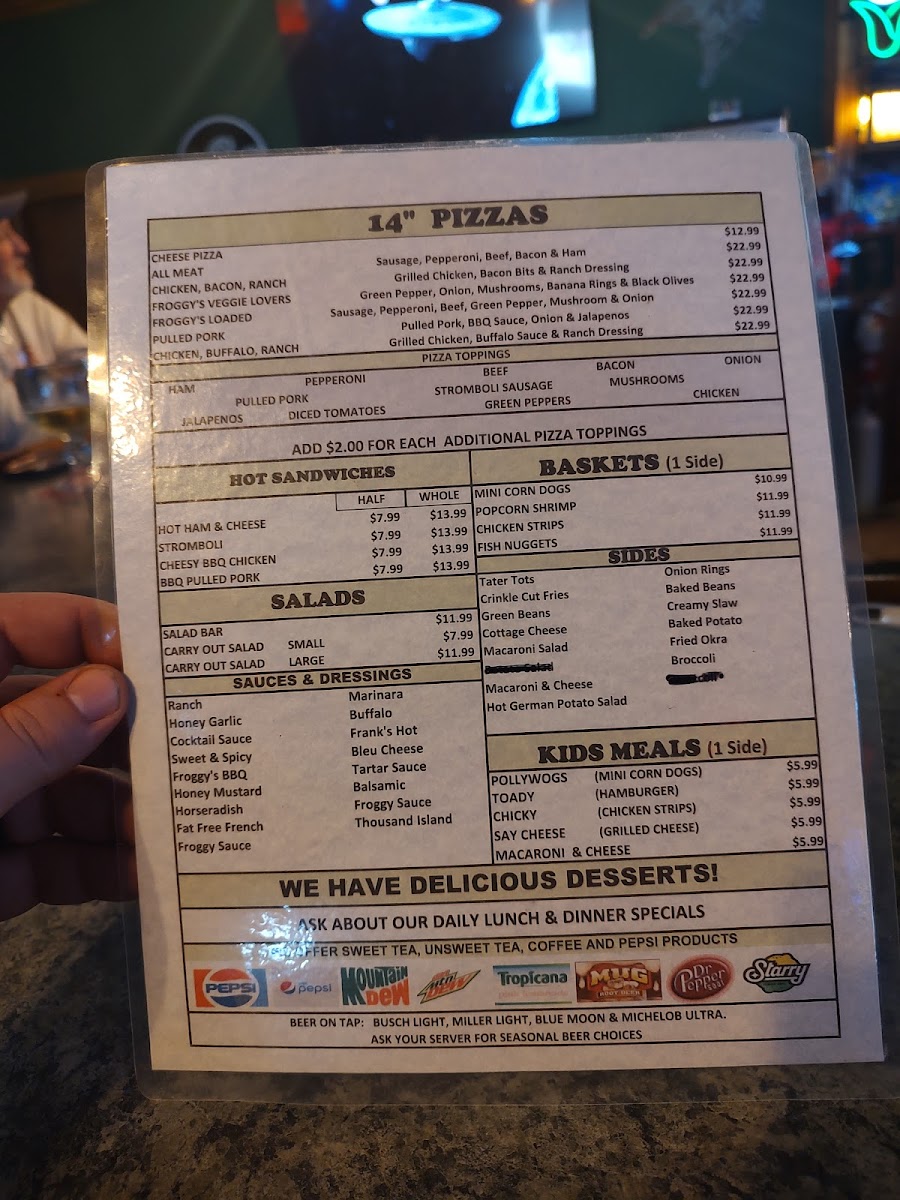 14" PIZZAS
CHEESE PIZZA $12.99
ALL MEAT Sausage, Pepperoni, Beef, Bacon & Ham $22.99
CHICKEN, BACON, RANCH Grilled Chicken, Bacon Bits & Ranch Dressing $22.99
FROGGY'S VEGGIE LOVERS Green Pepper, Onion, Mushrooms, Banana Rings & Black Olives $22.99
FROGGY'S LOADED Sausage, Pepperoni, Beef, Green Pepper, Mushroom & Onion $22.99
PULLED PORK Pulled Pork, BBQ Sauce, Onion & Jalapenos $22.99
CHICKEN, BUFFALO, RANCH Grilled Chicken, Buffalo Sauce & Ranch Dressing $22.99
PIZZA TOPPINGS
HAM PEPPERONI BEEF BACON ONION
PULLED PORK STROMBOLI SAUSAGE MUSHROOMS
JALAPENOS DICED TOMATOES GREEN PEPPERS CHICKEN
ADD $2.00 FOR EACH ADDITIONAL PIZZA TOPPINGS
HOT SANDWICHES
HALF WHOLE
HOT HAM & CHEESE $7.99 $13.99
STROMBOLI $7.99 $13.99
CHEESY BBQ CHICKEN $7.99 $13.99
BBQ PULLED PORK $7.99 $13.99
SALADS
SALAD BAR $11.99
CARRY OUT SALAD SMALL $7.99
CARRY OUT SALAD LARGE $11.99
SAUCES & DRESSINGS
Ranch Marinara
Honey Garlic Buffalo
Cocktail Sauce Frank's Hot
Sweet & Spicy Bleu Cheese
Froggy's BBQ Tartar Sauce
Honey Mustard Balsamic
Horseradish Froggy Sauce
Fat Free French Thousand Island
Froggy Sauce
BASKETS (1 Side)
MINI CORN DOGS $10.99
POPCORN SHRIMP $11.99
CHICKEN STRIPS $11.99
FISH NUGGETS $11.99
SIDES
Tater Tots Onion Rings
Crinkle Cut Fries Baked Beans
Green Beans Creamy Slaw
Cottage Cheese Baked Potato
Macaroni Salad Fried Okra
Broccoli
Macaroni & Cheese
Hot German Potato Salad
KIDS MEALS (1 Side)
POLLYWOGS (MINI CORN DOGS) $5.99
TOADY (HAMBURGER) $5.99
CHICKY (CHICKEN STRIPS) $5.99
SAY CHEESE (GRILLED CHEESE) $5.99
MACARONI & CHEESE $5.99
WE HAVE DELICIOUS DESSERTS!
ASK ABOUT OUR DAILY LUNCH & DINNER SPECIALS
OFFER SWEET TEA, UNSWEET TEA, COFFEE AND PEPSI PRODUCTS
PEPSI pepsi Mountain Dew mtn dew Tropicana MUG ROOT BEER Dr Pepper Starry
BEER ON TAP: BUSCH LIGHT, MILLER LIGHT, BLUE MOON & MICHELOB ULTRA.
ASK YOUR SERVER FOR SEASONAL BEER CHOICES